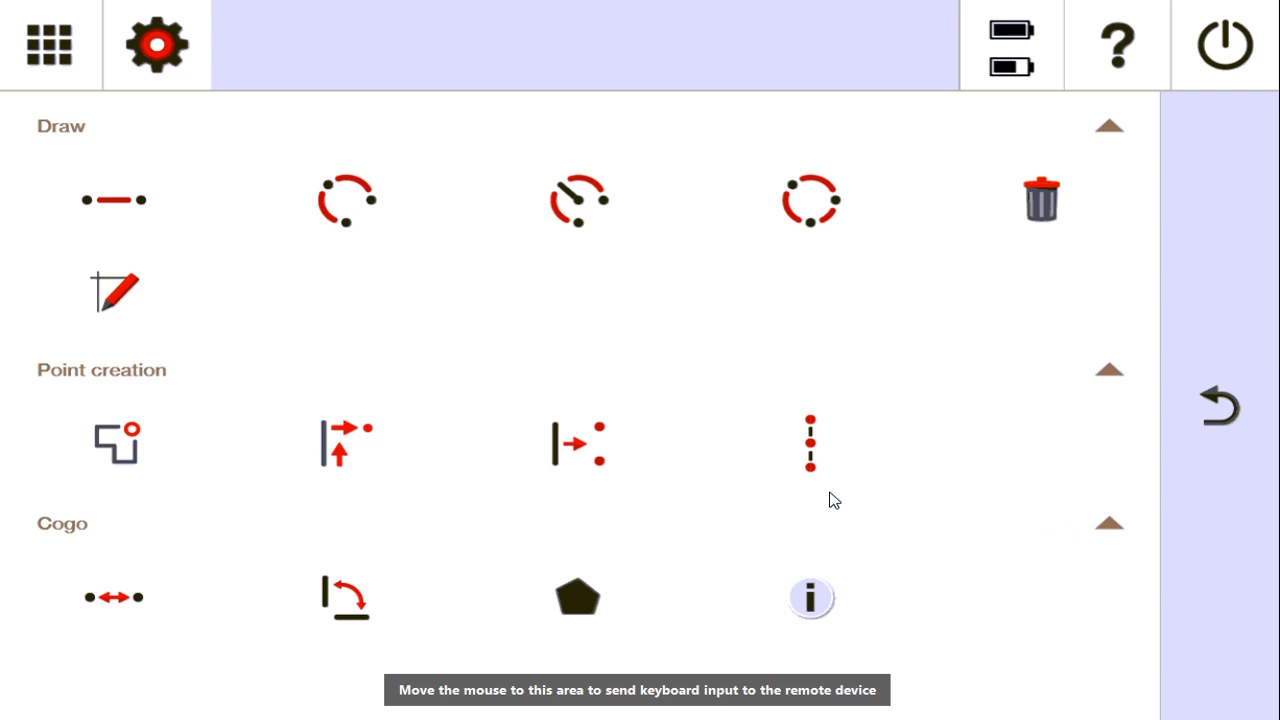 ?
Draw
Point creation
Cogo
i
Move the mouse to this area to send keyboard input to the remote device